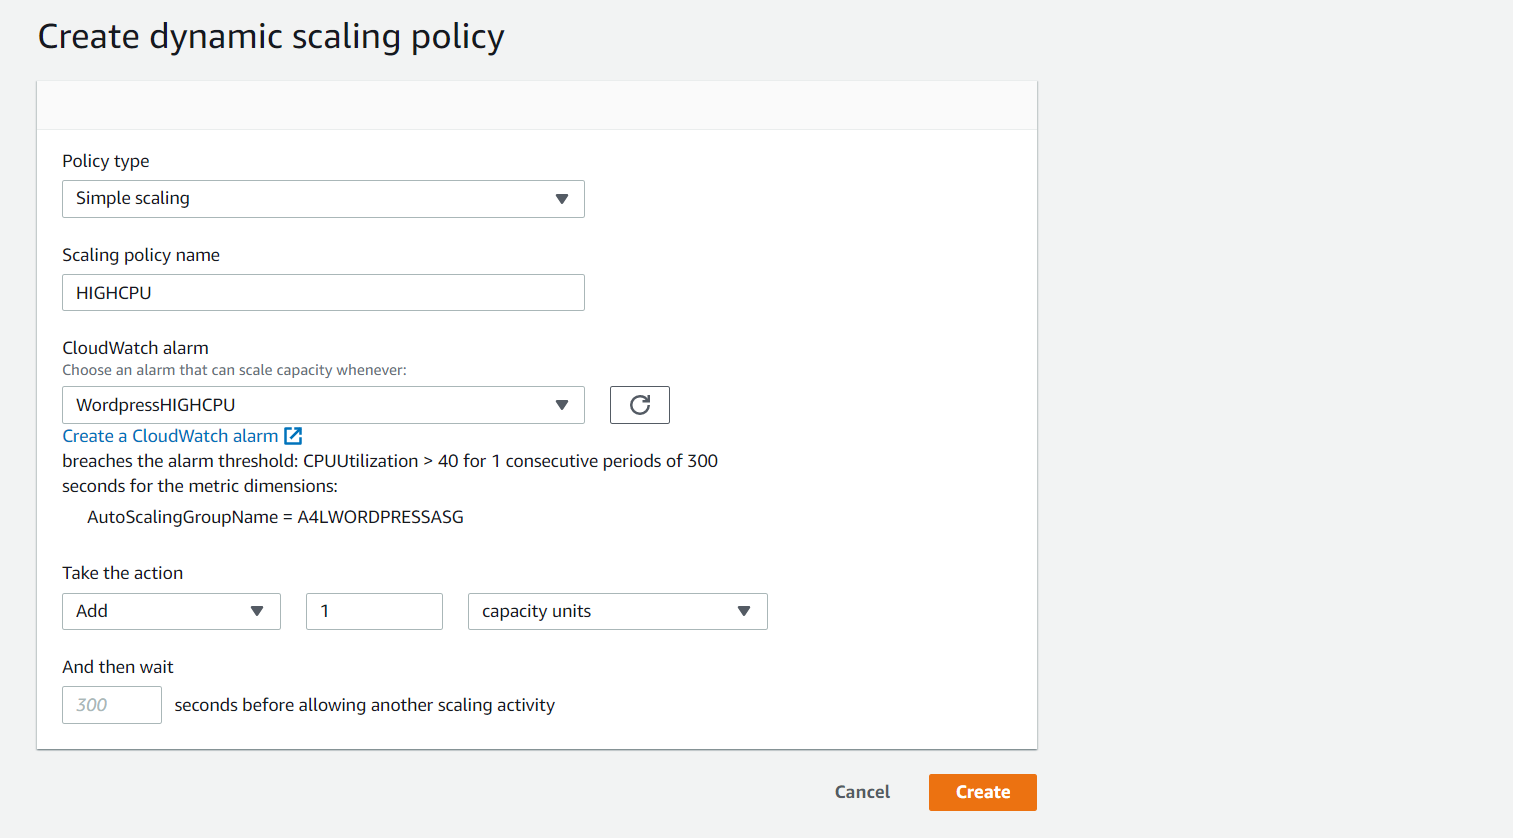 Create dynamic scaling policy
Policy type
Simple scaling
Scaling policy name
HIGHCPU
CloudWatch alarm
Choose an alarm that can scale capacity whenever:
WordpressHIGHCPU
Create a CloudWatch alarm
breaches the alarm threshold: CPUUtilization > 40 for 1 consecutive periods of 300
seconds for the metric dimensions:
AutoScalingGroupName = A4LWORDPRESSASG
Take the action
Add 1 capacity units
And then wait
300 seconds before allowing another scaling activity
Cancel Create